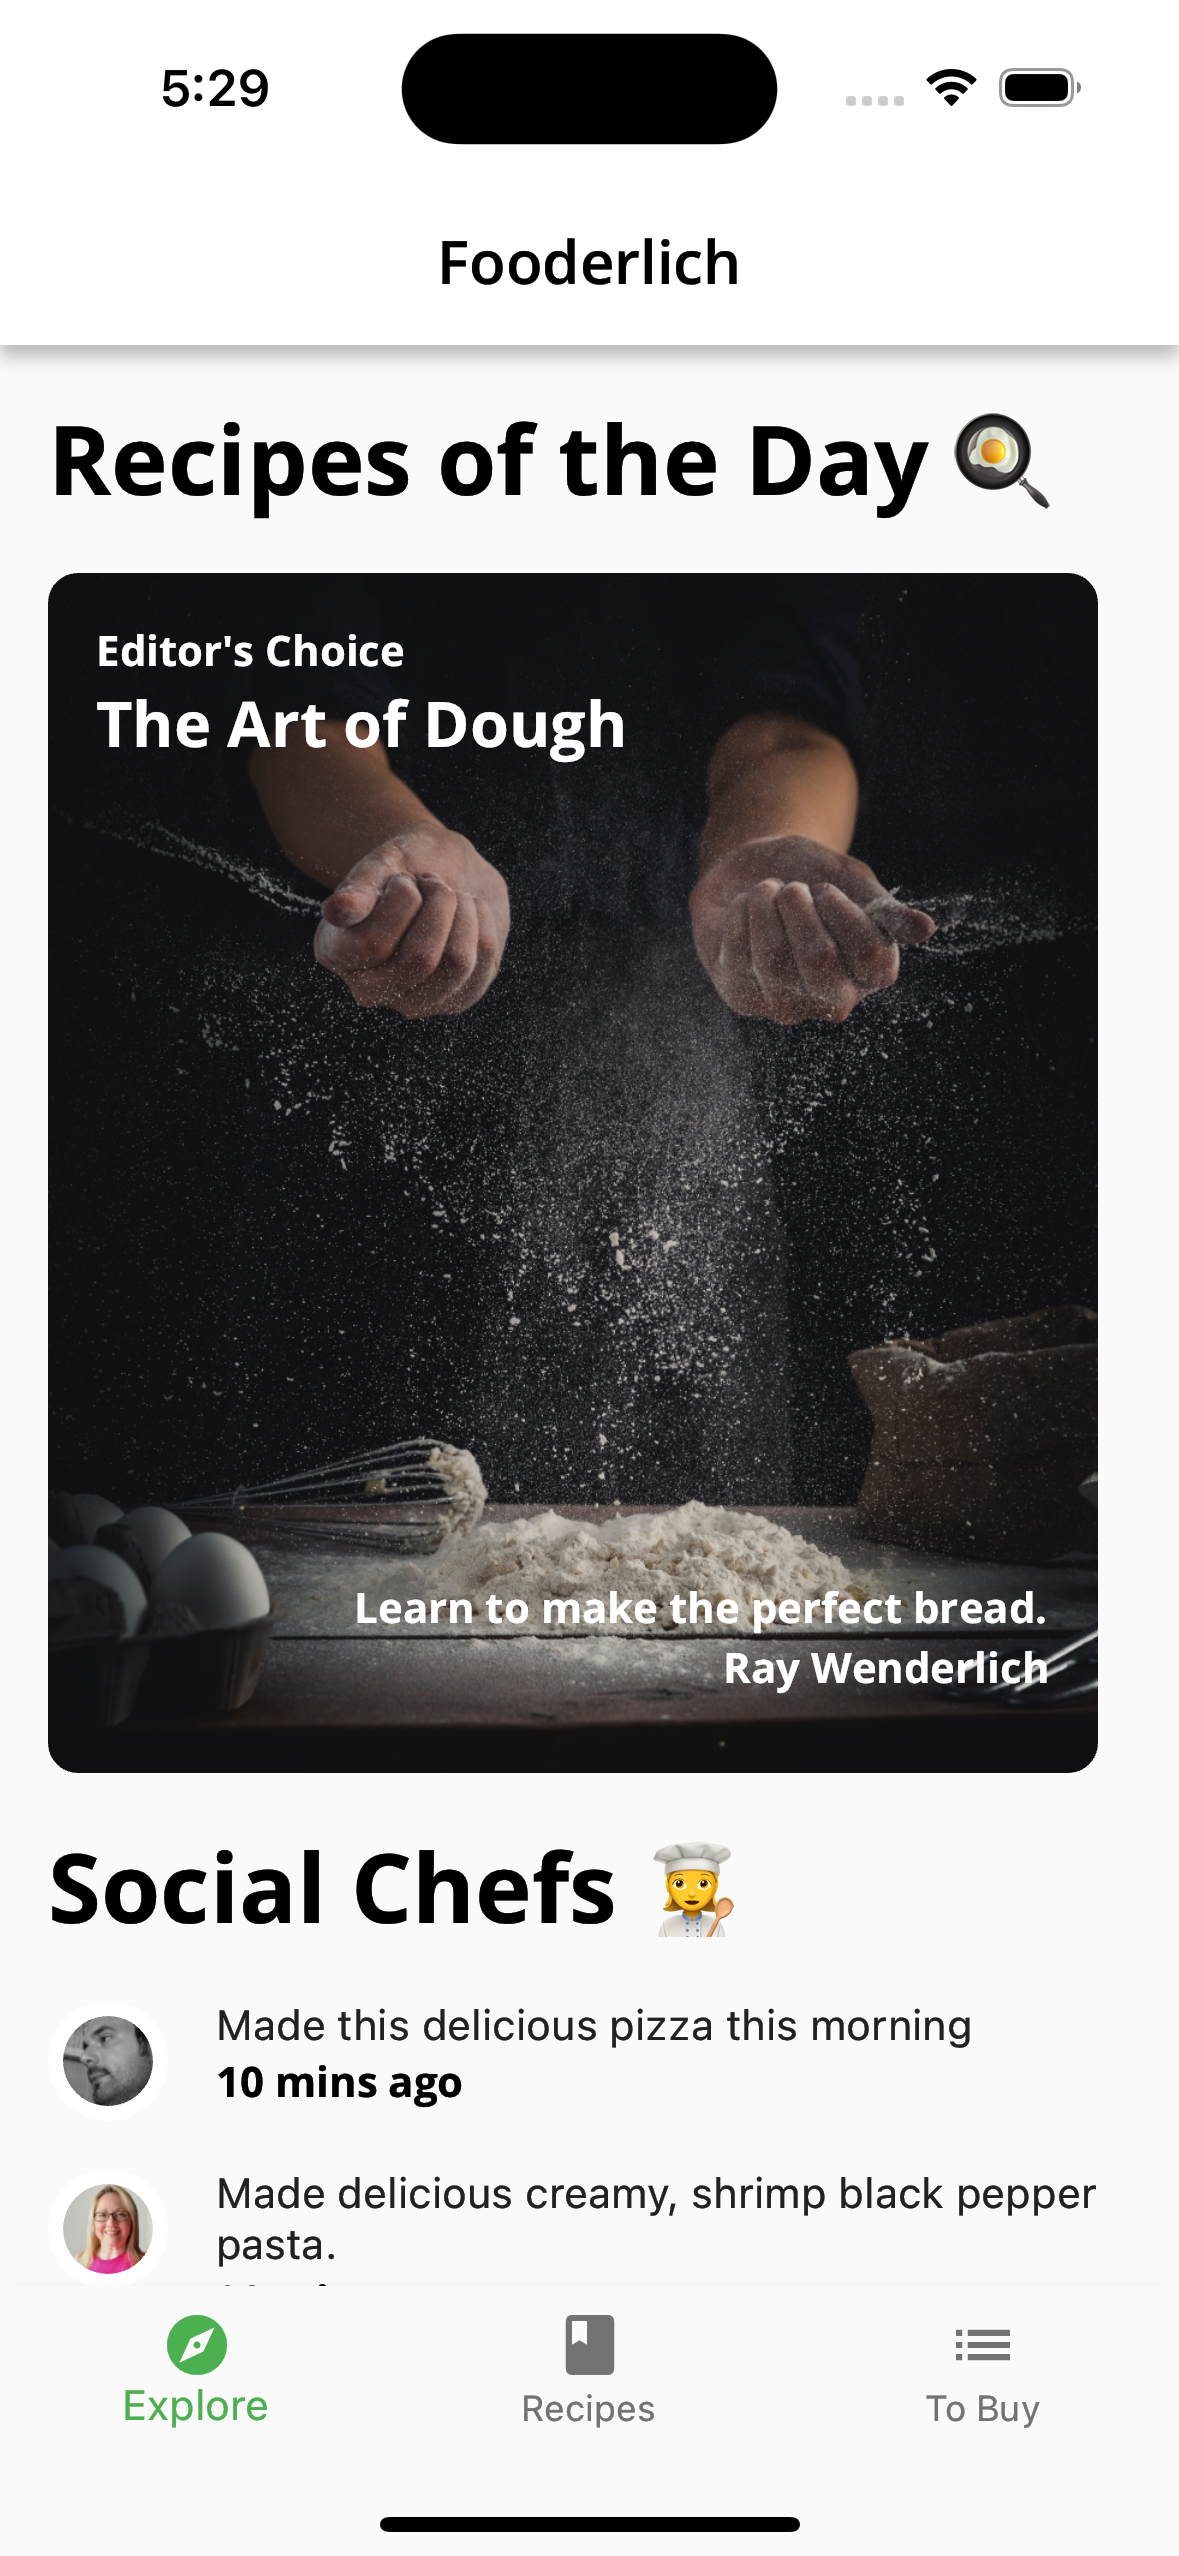 5:29
Fooderlich
Recipes of the Day 🍳
Editor's Choice
The Art of Dough
Learn to make the perfect bread.
Ray Wenderlich
Social Chefs 👩‍🍳
Made this delicious pizza this morning
10 mins ago
Made delicious creamy, shrimp black pepper
pasta.
Explore
Recipes
To Buy